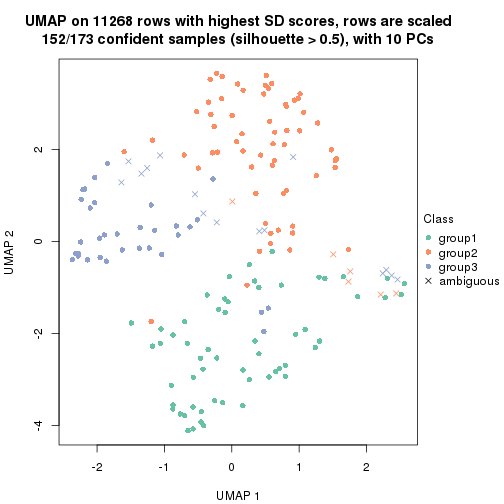 UMAP on 11268 rows with highest SD scores, rows are scaled
152/173 confident samples (silhouette > 0.5), with 10 PCs
2
0
-2
-4
UMAP 2
-2
-1
0
1
2
UMAP 1
Class
group1
group2
group3
ambiguous